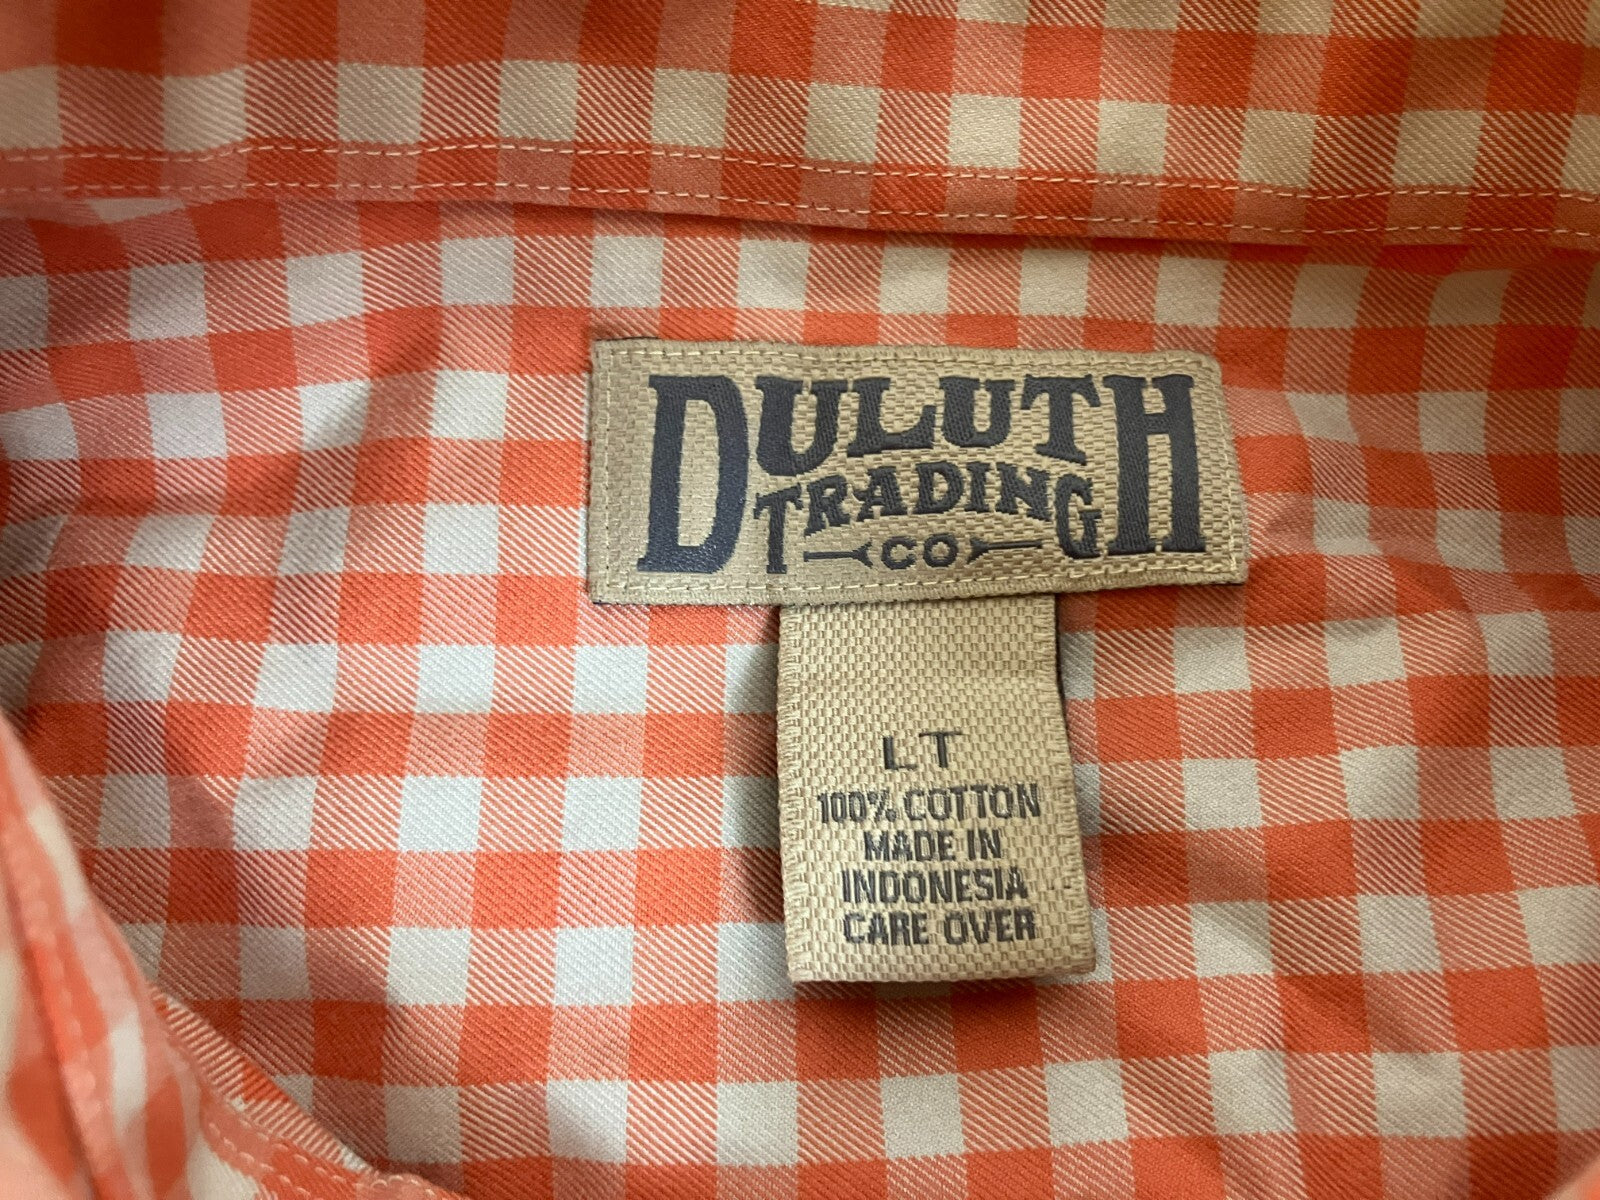 DULUTH
TRADING
CO
LT
100% COTTON
MADE IN
INDONESIA
CARE OVER